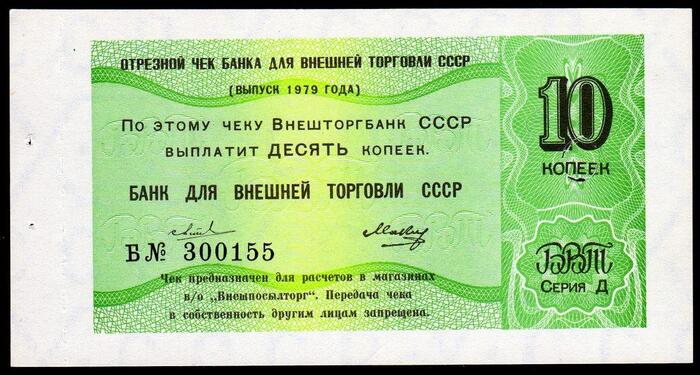 ОТРЕЗНОЙ ЧЕК БАНКА ДЛЯ ВНЕШНЕЙ ТОРГОВЛИ СССР
(ВЫПУСК 1979 ГОДА)
По этому чеку Внешторгбанк СССР
выплатит ДЕСЯТЬ копеек.
БАНК ДЛЯ ВНЕШНЕЙ ТОРГОВЛИ СССР
Б № 300155
Чек предназначен для расчетов в магазинах
в/о „Внешпосылторг". Передача чека
в собственность другим лицам запрещена.
10
КОПЕЕК
БВТ
Серия Д